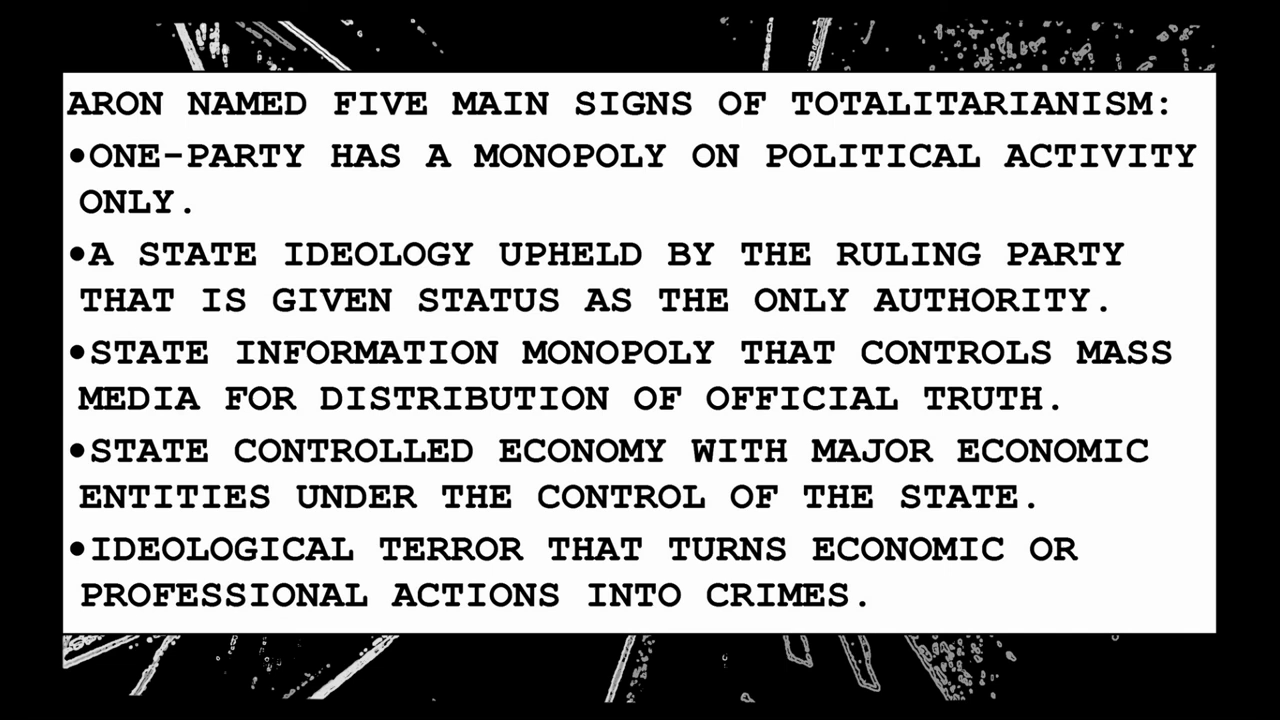 ARON NAMED FIVE MAIN SIGNS OF TOTALITARIANISM:
•ONE-PARTY HAS A MONOPOLY ON POLITICAL ACTIVITY
ONLY.
•A STATE IDEOLOGY UPHELD BY THE RULING PARTY
THAT IS GIVEN STATUS AS THE ONLY AUTHORITY.
•STATE INFORMATION MONOPOLY THAT CONTROLS MASS
MEDIA FOR DISTRIBUTION OF OFFICIAL TRUTH.
•STATE CONTROLLED ECONOMY WITH MAJOR ECONOMIC
ENTITIES UNDER THE CONTROL OF THE STATE.
•IDEOLOGICAL TERROR THAT TURNS ECONOMIC OR
PROFESSIONAL ACTIONS INTO CRIMES.